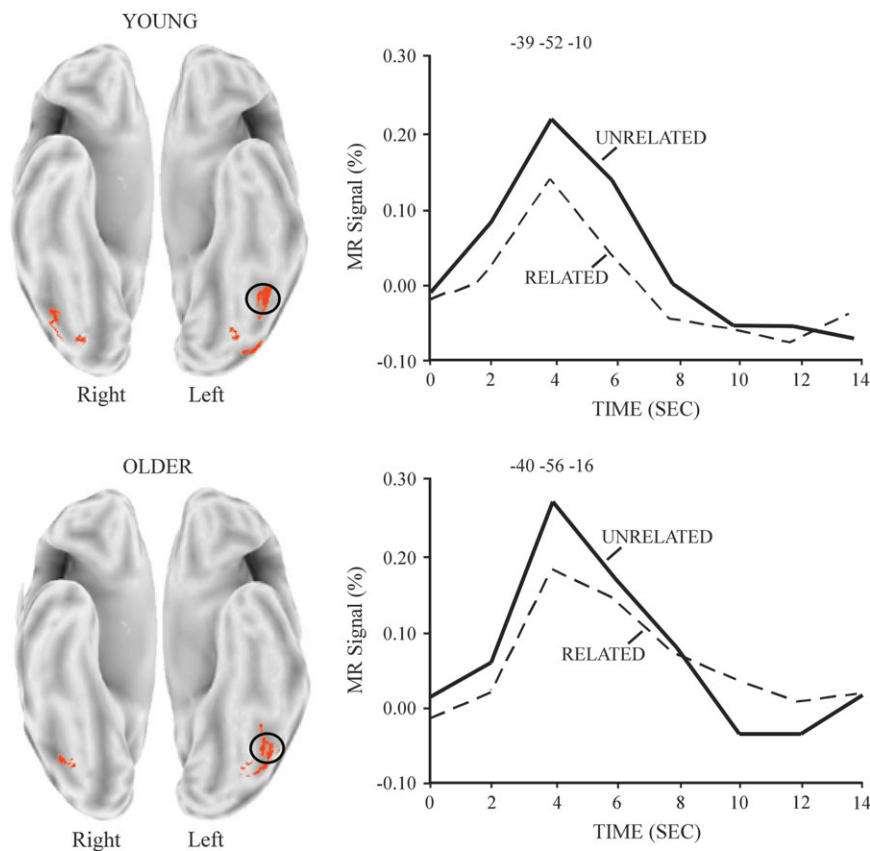 YOUNG
Right Left
-39 -52 -10
MR Signal (%)
0.30
0.20
0.10
0.00
-0.10
UNRELATED
RELATED
0 2 4 6 8 10 12 14
TIME (SEC)
OLDER
Right Left
-40 -56 -16
MR Signal (%)
0.30
0.20
0.10
0.00
-0.10
UNRELATED
RELATED
0 2 4 6 8 10 12 14
TIME (SEC)